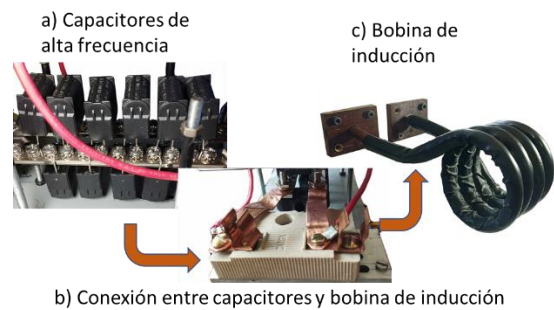 a) Capacitores de
alta frecuencia
c) Bobina de
inducción
b) Conexión entre capacitores y bobina de inducción